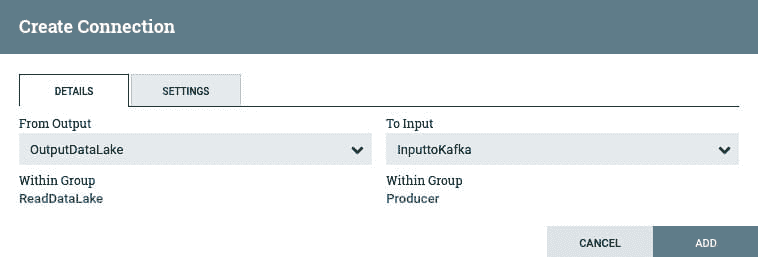 Create Connection
DETAILS
SETTINGS
From Output
To Input
OutputDataLake
InputtoKafka
Within Group
Within Group
ReadDataLake
Producer
CANCEL
ADD